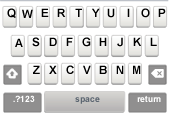 Q W E R T Y U I O P
A S D F G H J K L
Z X C V B N M
.?123 space return